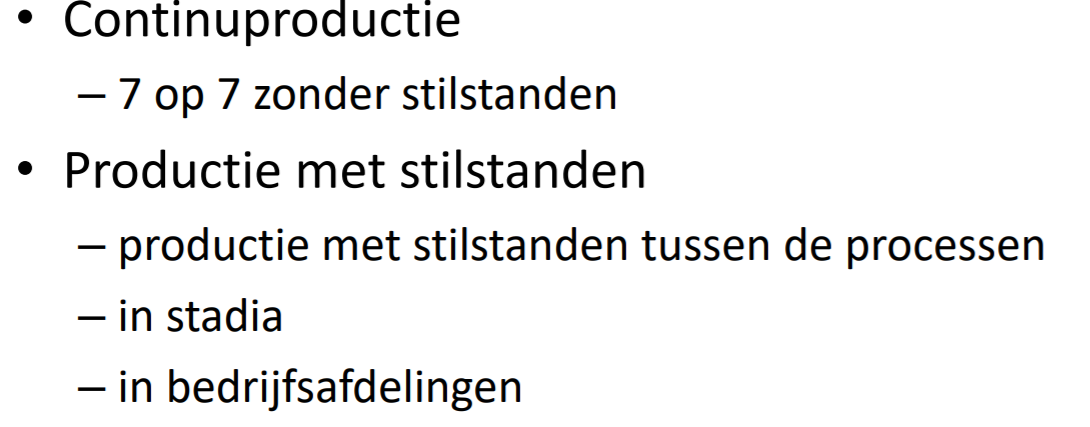 • Continuproductie
– 7 op 7 zonder stilstanden
• Productie met stilstanden
– productie met stilstanden tussen de processen
– in stadia
– in bedrijfsafdelingen